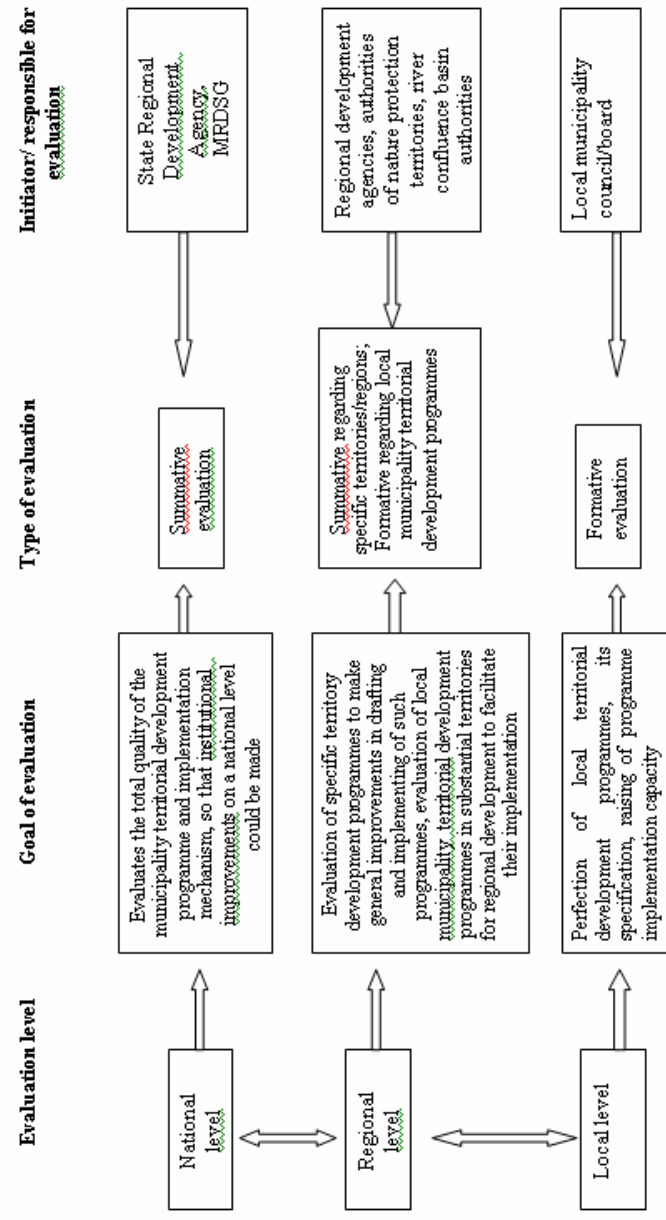 Evaluation level
Goal of evaluation
Type of evaluation
Initiator/ responsible for
evaluation
National
level
Evaluates the total quality of the
municipality territorial development
programme and implementation
mechanism, so that institutional
improvements on a national level
could be made
Summative
evaluation
State Regional
Development
Agency,
MRDSG
Regional
level
Evaluation of specific territory
development programmes to make
general improvements in drafting
and implementing of such
programmes, evaluation of local
municipality territorial development
programmes in substantial territories
for regional development to facilitate
their implementation
Summative regarding
specific territories/regions;
Formative regarding local
municipality territorial
development programmes
Regional development
agencies, authorities
of nature protection
territories, river
confluence basin
authorities
Local level
Perfection of local territorial
development programmes, its
specification, raising of programme
implementation capacity
Formative
evaluation
Local municipality
council/board